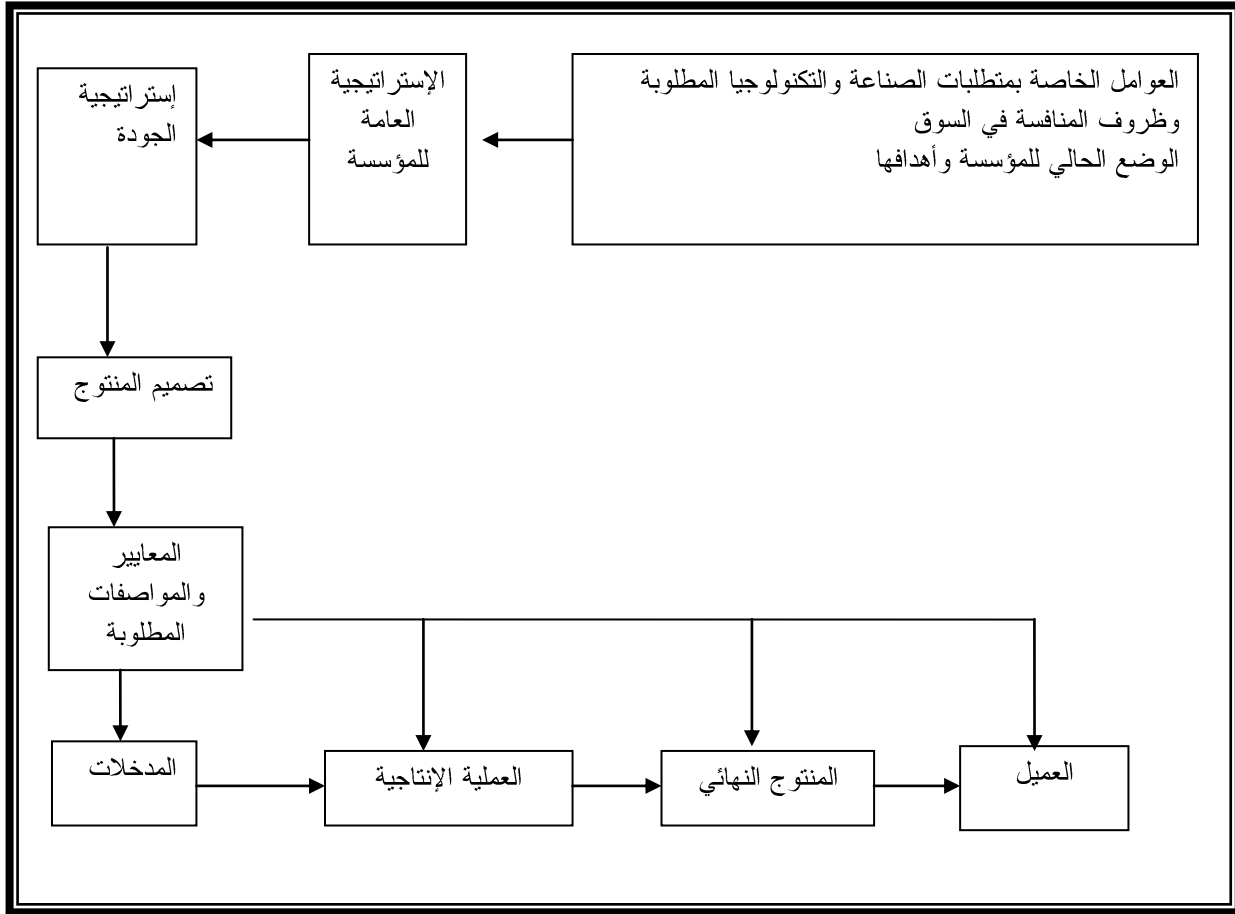 العوامل الخاصة بمتطلبات الصناعة والتكنولوجيا المطلوبة
وظروف المنافسة في السوق
الوضع الحالي للمؤسسة وأهدافها
الإستراتيجية
العامة
للمؤسسة
إستراتيجية
الجودة
تصميم المنتوج
المعايير
والمواصفات
المطلوبة
المدخلات
العملية الإنتاجية
المنتوج النهائي
العميل